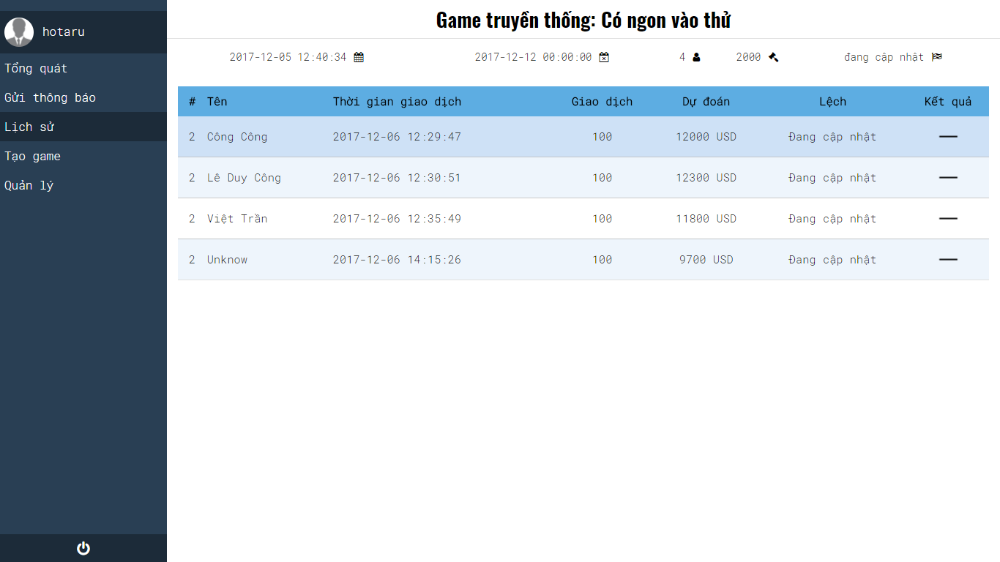 hotaru
Tổng quát
Gửi thông báo
Lịch sử
Tạo game
Quản lý
Game truyền thống: Có ngon vào thử
2017-12-05 12:40:34 2017-12-12 00:00:00 4 2000 đang cập nhật
# Tên Thời gian giao dịch Giao dịch Dự đoán Lệch Kết quả
2 Công Công 2017-12-06 12:29:47 100 12000 USD Đang cập nhật —
2 Lê Duy Công 2017-12-06 12:30:51 100 12300 USD Đang cập nhật —
2 Việt Trần 2017-12-06 12:35:49 100 11800 USD Đang cập nhật —
2 Unknow 2017-12-06 14:15:26 100 9700 USD Đang cập nhật —